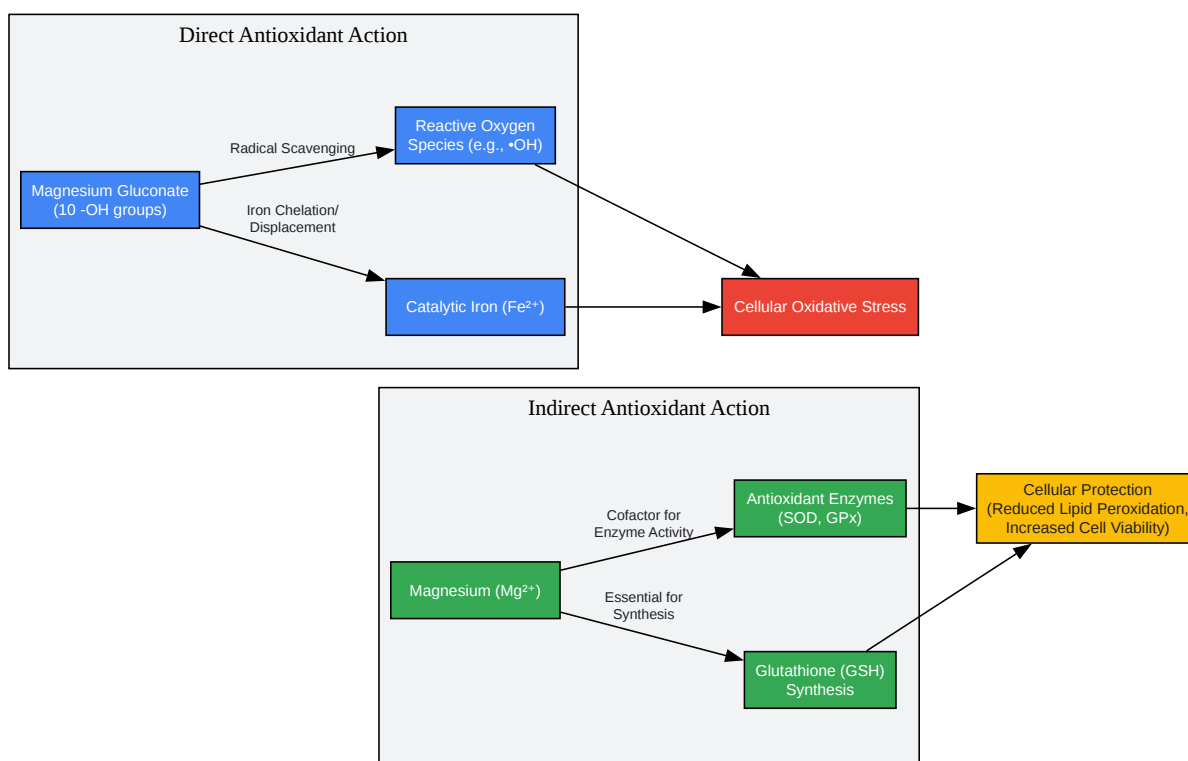 Direct Antioxidant Action
Reactive Oxygen
Species (e.g., •OH)
Radical Scavenging
Magnesium Gluconate
(10 -OH groups)
Iron Chelation/
Displacement
Catalytic Iron (Fe²⁺)
Cellular Oxidative Stress
Indirect Antioxidant Action
Antioxidant Enzymes
(SOD, GPx)
Cellular Protection
(Reduced Lipid Peroxidation,
Increased Cell Viability)
Cofactor for
Enzyme Activity
Magnesium (Mg²⁺)
Essential for
Synthesis
Glutathione (GSH)
Synthesis